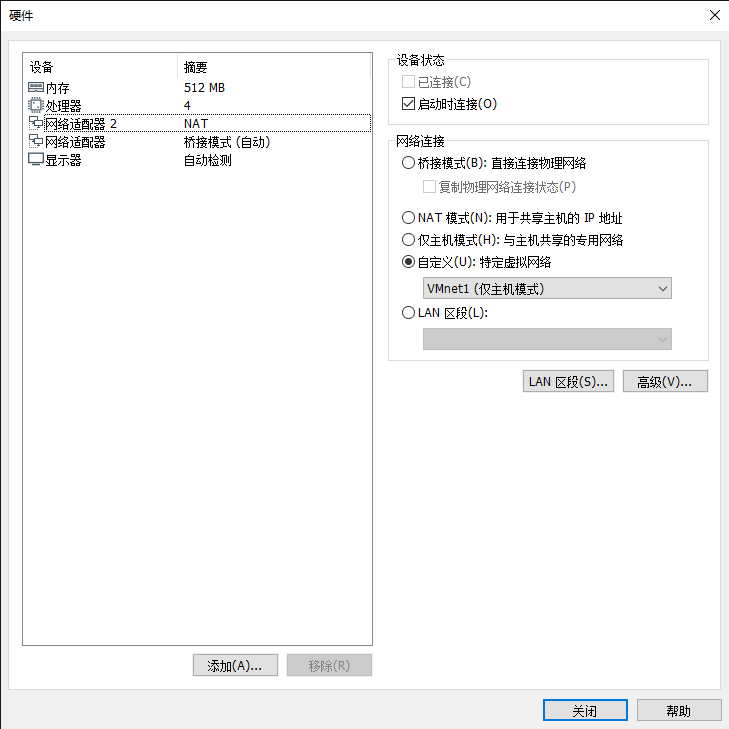 硬件
设备 摘要
内存 512 MB
处理器 4
网络适配器 2 NAT
网络适配器 桥接模式 (自动)
显示器 自动检测
添加(A)...
移除(R)
设备状态
已连接(C)
启动时连接(O)
网络连接
桥接模式(B): 直接连接物理网络
复制物理网络连接状态(P)
NAT 模式(N): 用于共享主机的 IP 地址
仅主机模式(H): 与主机共享的专用网络
自定义(U): 特定虚拟网络
VMnet1 (仅主机模式)
LAN 区段(L):
LAN 区段(S)...
高级(V)...
关闭
帮助